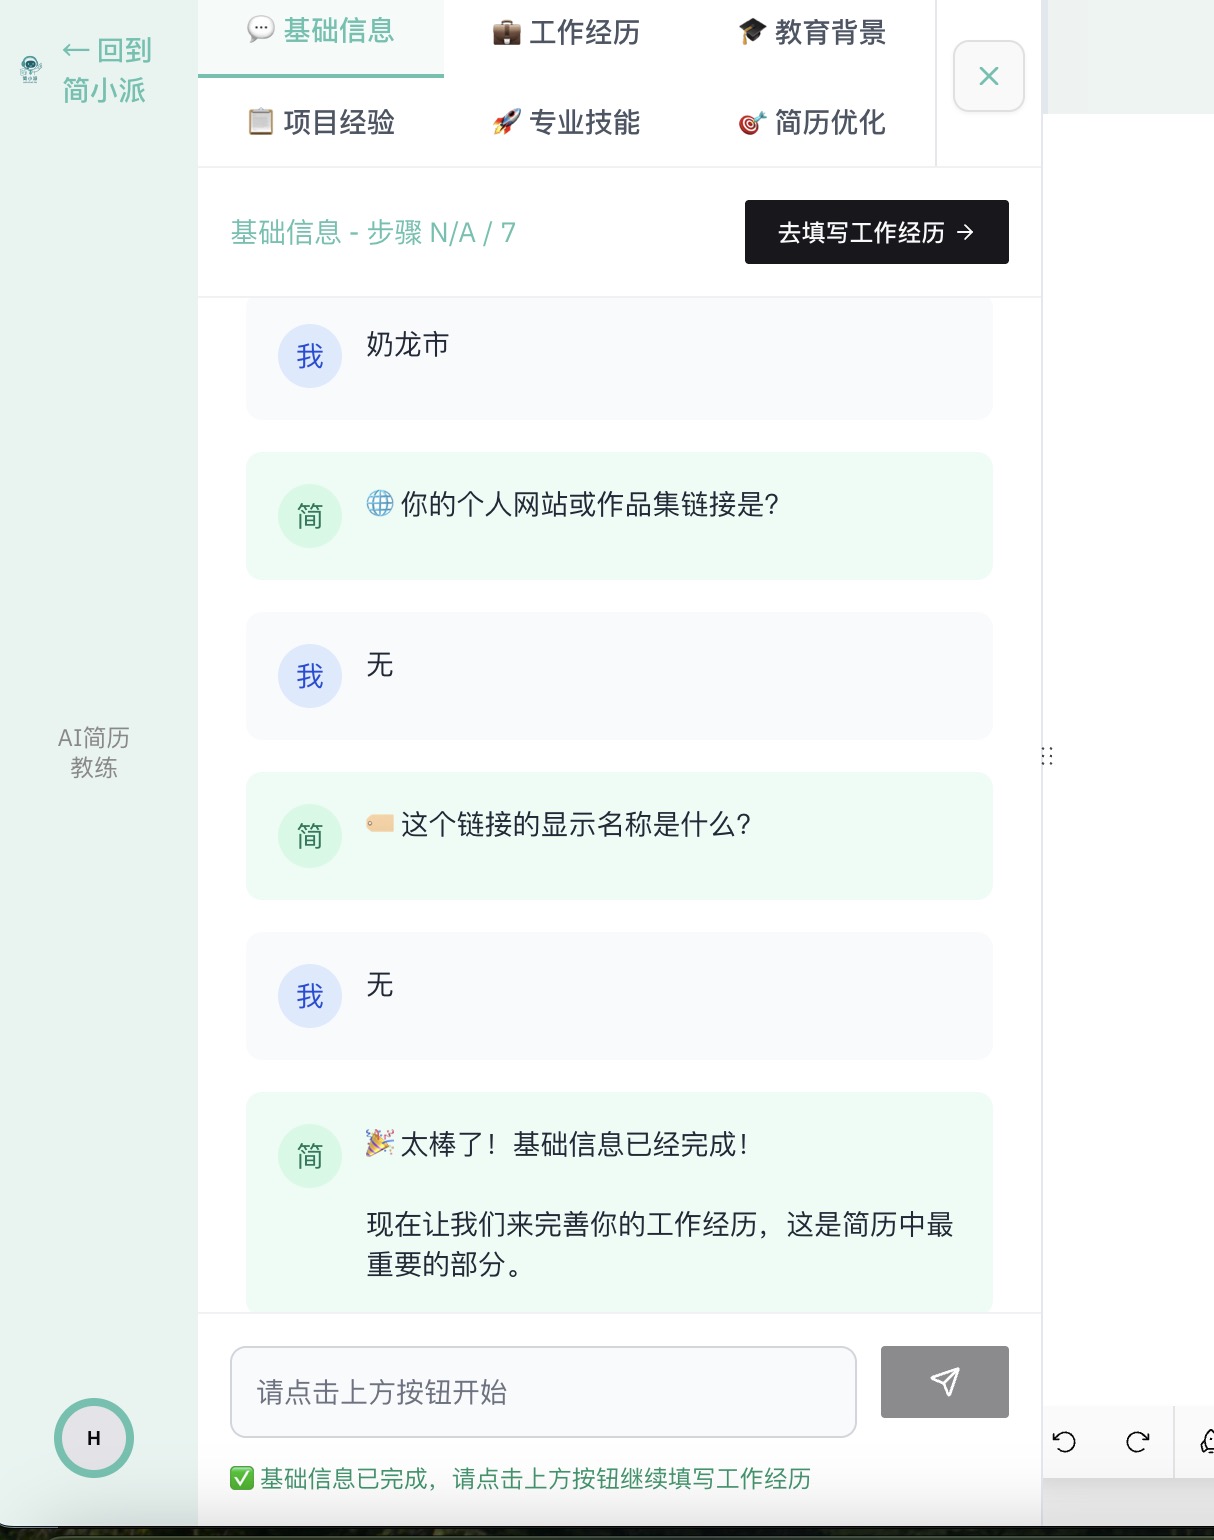 ← 回到
简小派
💬 基础信息
💼 工作经历
🎓 教育背景
📋 项目经验
🚀 专业技能
🎯 简历优化
基础信息 - 步骤 N/A / 7
去填写工作经历 →
我
奶龙市
简
🌐 你的个人网站或作品集链接是?
我
无
简
🏷️ 这个链接的显示名称是什么?
我
无
简
🎉 太棒了！基础信息已经完成！
现在让我们来完善你的工作经历，这是简历中最
重要的部分。
AI简历
教练
请点击上方按钮开始
H
✅ 基础信息已完成，请点击上方按钮继续填写工作经历